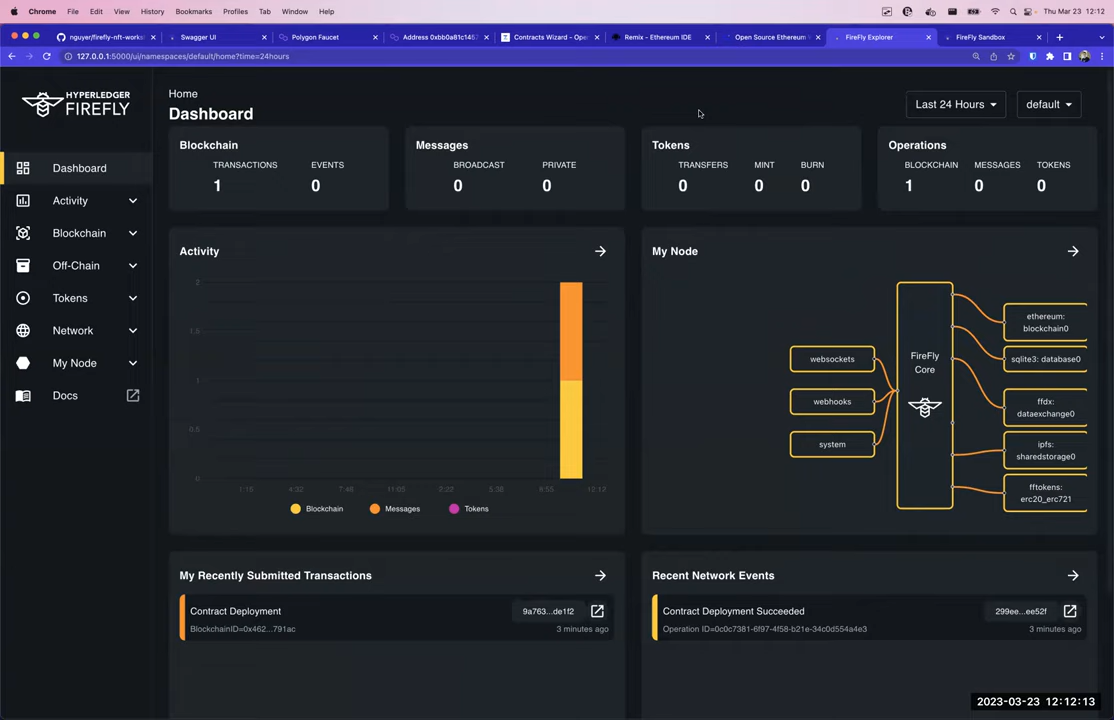 Chrome File Edit View History Bookmarks Profiles Tab Window Help Thu Mar 23 12:12
nguyer/firefly-nft-works Swagger UI Polygon Faucet Address 0xbb0a81c1467 Contracts Wizard - Ope Remix - Ethereum IDE Open Source Ethereum FireFly Explorer FireFly Sandbox
127.0.0.1:5000/ui/namespaces/default/home?time=24hours
HYPERLEDGER
FIREFLY
Home
Dashboard
Last 24 Hours
default
Dashboard
Activity
Blockchain
Off-Chain
Tokens
Network
My Node
Docs
Blockchain
TRANSACTIONS EVENTS
1 0
Messages
BROADCAST PRIVATE
0 0
Tokens
TRANSFERS MINT BURN
0 0 0
Operations
BLOCKCHAIN MESSAGES TOKENS
1 0 0
Activity
2
1.5
1
0.5
0
1:19 4:32 7:48 11:05 2:22 5:38 8:55 12:12
Blockchain Messages Tokens
My Node
websockets
webhooks
system
FireFly
Core
ethereum:
blockchain0
sqlite3: database0
ffdx:
dataexchange0
ipfs:
sharedstorage0
fftokens:
erc20_erc721
My Recently Submitted Transactions
Contract Deployment 9a763...de1f2
BlockchainID=0x462...791ac 3 minutes ago
Recent Network Events
Contract Deployment Succeeded 299ee...ee52f
Operation ID=0c0c7381-6f97-4f58-b21e-34c0d554a4e3 3 minutes ago
2023-03-23 12:12:13